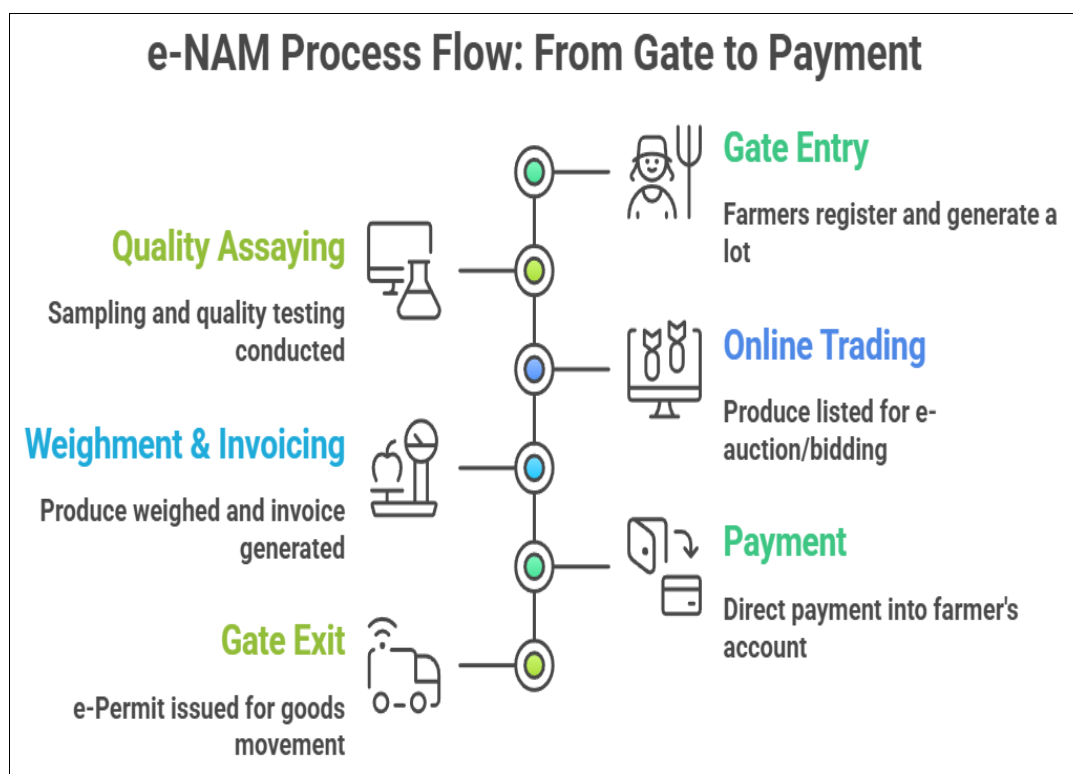 e-NAM Process Flow: From Gate to Payment
Gate Entry
Farmers register and generate a
lot
Quality Assaying
Sampling and quality testing
conducted
Online Trading
Produce listed for e-
auction/bidding
Weighment & Invoicing
Produce weighed and invoice
generated
Payment
Direct payment into farmer's
account
Gate Exit
e-Permit issued for goods
movement